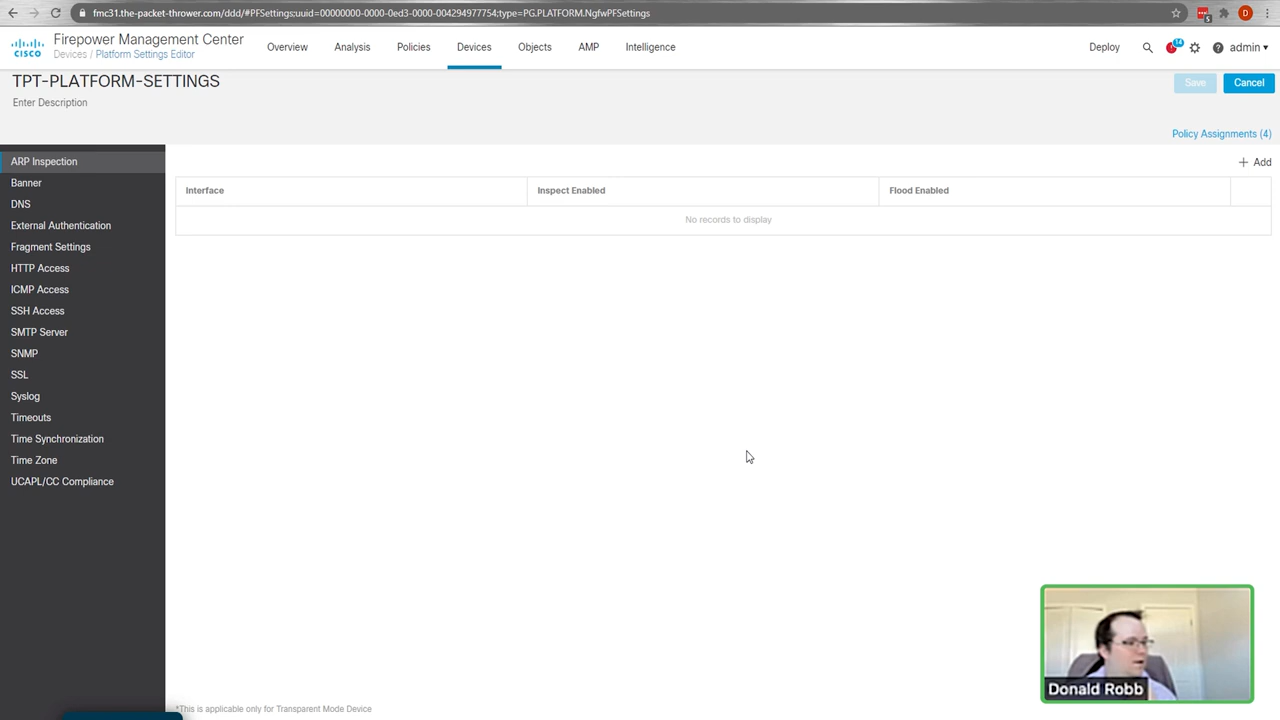 fmc31.the-packet-thrower.com/ddd/#PFSettings;uuid=00000000-0000-0ed3-0000-004294977754;type=PG.PLATFORM.NgfwPFSettings
5
D
CISCO
Firepower Management Center
Devices / Platform Settings Editor
Overview
Analysis
Policies
Devices
Objects
AMP
Intelligence
Deploy
14
admin
TPT-PLATFORM-SETTINGS
Enter Description
Save
Cancel
Policy Assignments (4)
ARP Inspection
Banner
DNS
External Authentication
Fragment Settings
HTTP Access
ICMP Access
SSH Access
SMTP Server
SNMP
SSL
Syslog
Timeouts
Time Synchronization
Time Zone
UCAPL/CC Compliance
+ Add
Interface
Inspect Enabled
Flood Enabled
No records to display
*This is applicable only for Transparent Mode Device
Donald Robb